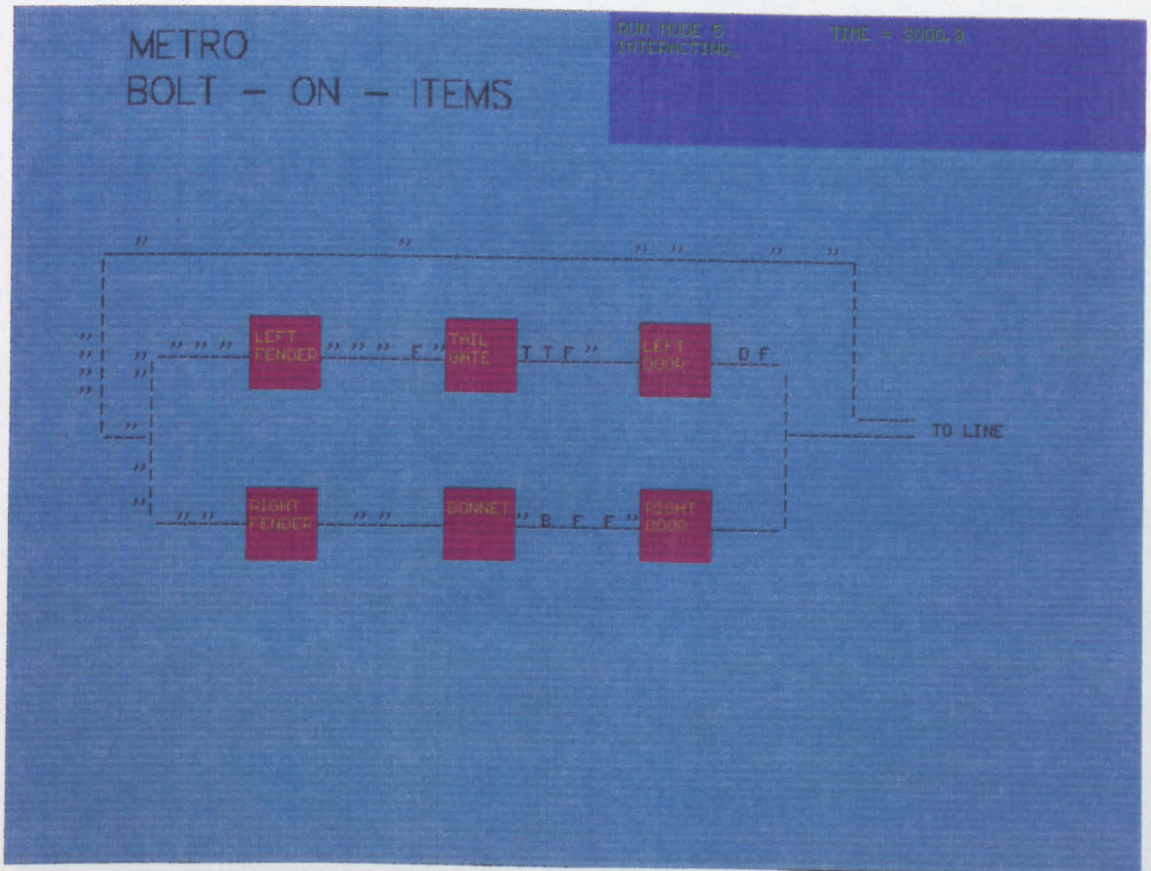 METRO
BOLT - ON - ITEMS
RUN MODE 5 TIME = 3000.9
INTERACTING_
" " " " " "
" " " " LEFT FENDER " " " E " TAIL GATE T T F " LEFT DOOR D F
"
"
"
"
"
" TO LINE
"
" " " RIGHT FENDER " " BONNET " B F F " RIGHT DOOR